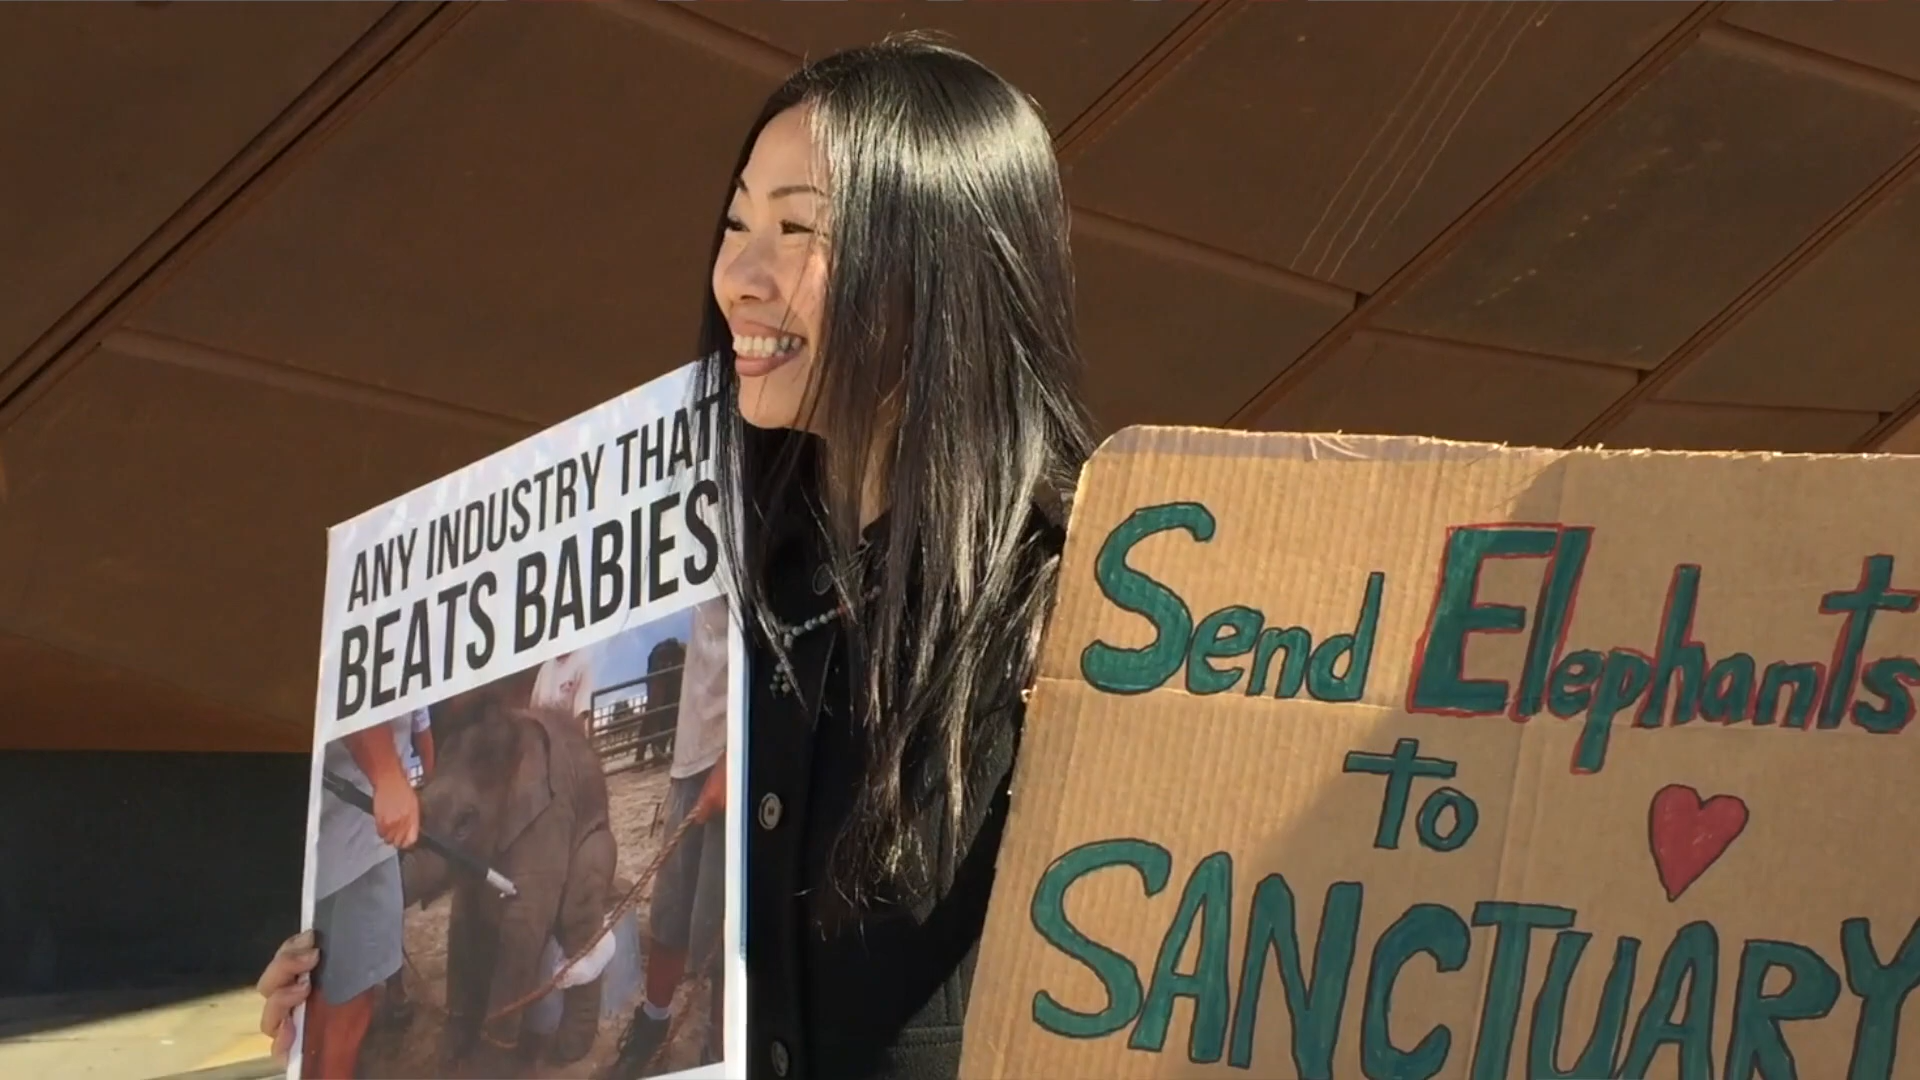 ANY INDUSTRY THAT
BEATS BABIES
Send Elephants
to
SANCTUARY